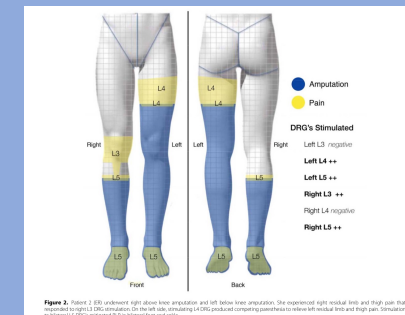 L4
L4
L4
L4
Amputation
Pain
DRG's Stimulated
Right
Left
Left
Right
Left L3 negative
L3
Left L4 ++
L5
L5
Left L5 ++
Right L3 ++
Right L4 negative
Right L5 ++
L5
L5
L5
L5
Front
Back
Figure 2. Patient 2 (ER) underwent right above knee amputation and left below knee amputation. She experienced right residual limb and thigh pain that
responded to right L3 DRG stimulation. On the left side, stimulating L4 DRG produced competing paresthesia to relieve left residual limb and thigh pain. Stimulation